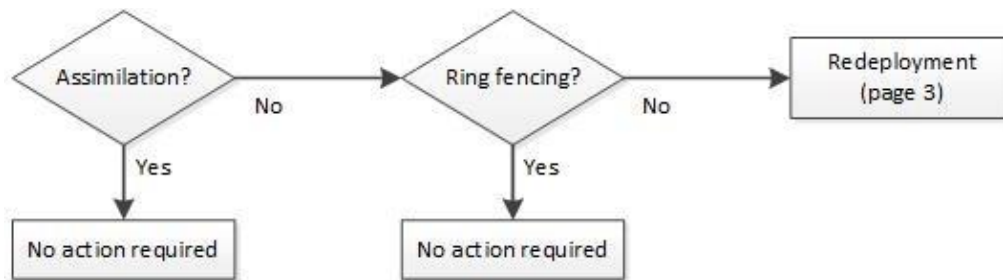 Assimilation?
No
Ring fencing?
No
Redeployment
(page 3)
Yes
Yes
No action required
No action required